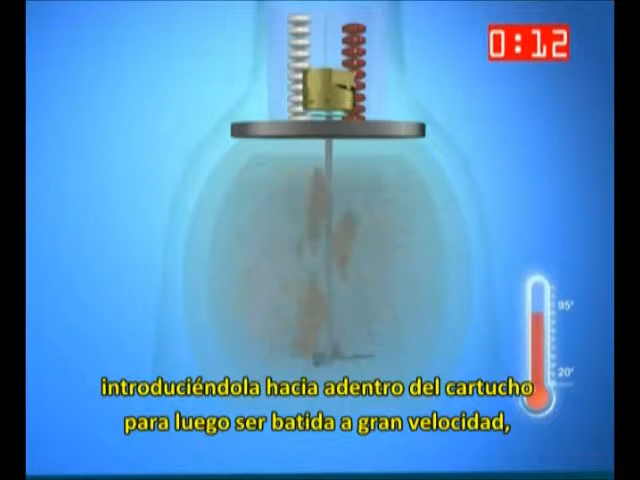 0:12
95°
20°
introduciéndola hacia adentro del cartucho
para luego ser batida a gran velocidad,